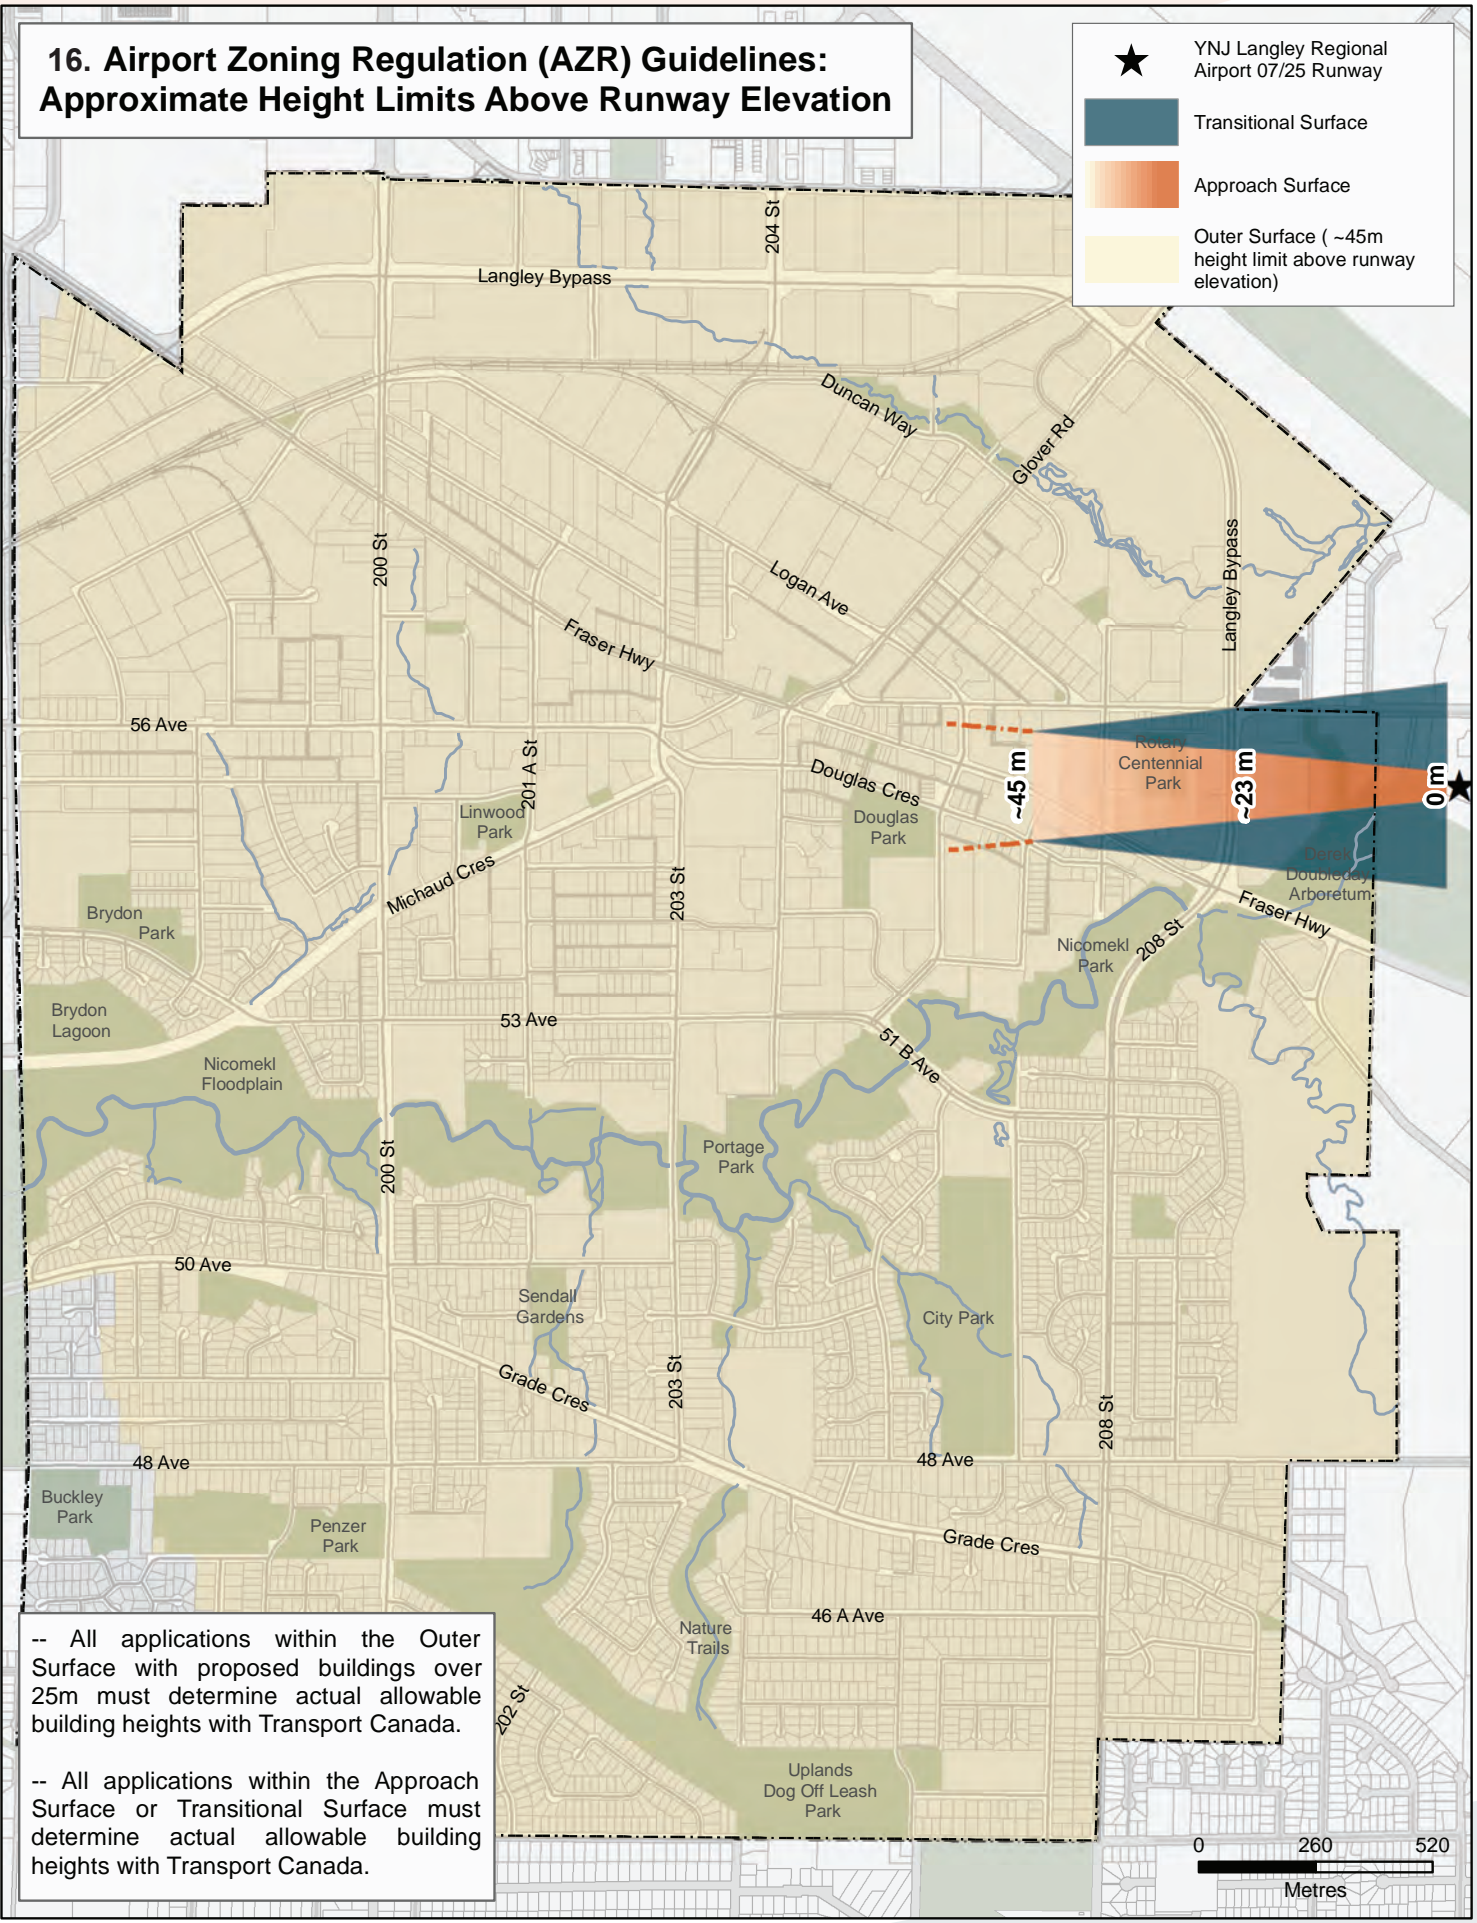 16. Airport Zoning Regulation (AZR) Guidelines:
Approximate Height Limits Above Runway Elevation
YNJ Langley Regional
Airport 07/25 Runway
Transitional Surface
Approach Surface
Outer Surface ( ~45m
height limit above runway
elevation)
204 St
Langley Bypass
Duncan Way
Glover Rd
200 St
Langley Bypass
Logan Ave
Fraser Hwy
56 Ave
201 A St
Rotary
Centennial
Park
~45 m
~23 m
0 m
Douglas Cres
Linwood
Park
Douglas
Park
Michaud Cres
203 St
Derek
Doubleday
Arboretum
Fraser Hwy
Brydon
Park
208 St
Nicomekl
Park
Brydon
Lagoon
53 Ave
51 B Ave
Nicomekl
Floodplain
200 St
Portage
Park
50 Ave
Sendall
Gardens
City Park
Grade Cres
203 St
208 St
48 Ave
48 Ave
Buckley
Park
Penzer
Park
Grade Cres
46 A Ave
Nature
Trails
202 St
Uplands
Dog Off Leash
Park
-- All applications within the Outer
Surface with proposed buildings over
25m must determine actual allowable
building heights with Transport Canada.
-- All applications within the Approach
Surface or Transitional Surface must
determine actual allowable building
heights with Transport Canada.
0 260 520
Metres